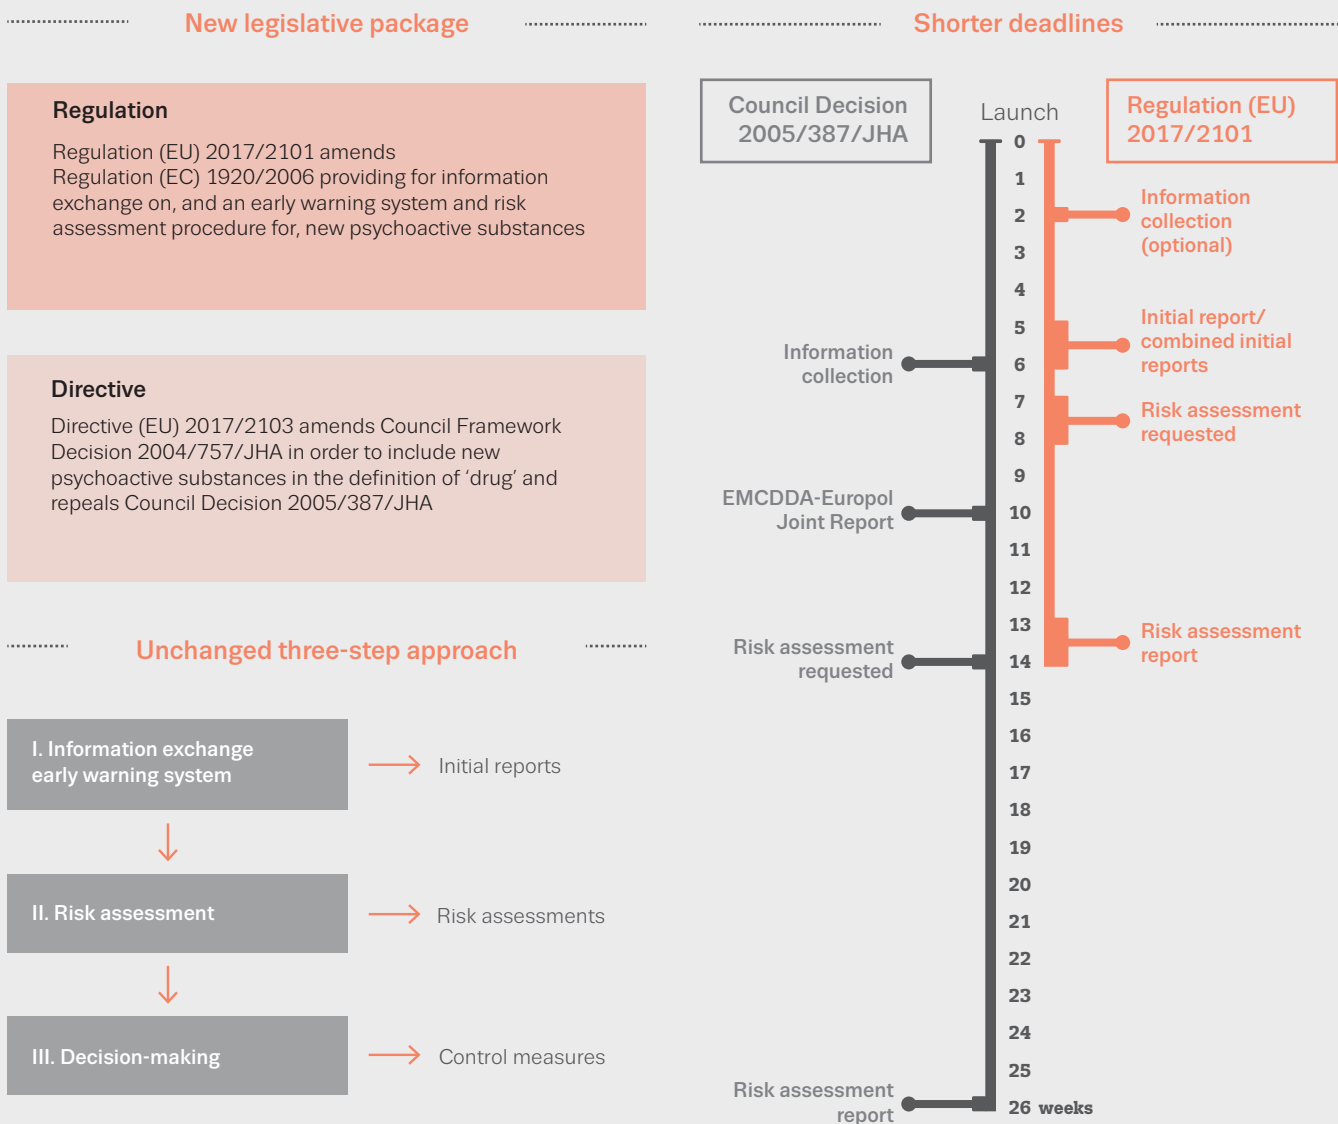 New legislative package
Regulation
Regulation (EU) 2017/2101 amends
Regulation (EC) 1920/2006 providing for information
exchange on, and an early warning system and risk
assessment procedure for, new psychoactive substances
Directive
Directive (EU) 2017/2103 amends Council Framework
Decision 2004/757/JHA in order to include new
psychoactive substances in the definition of ‘drug’ and
repeals Council Decision 2005/387/JHA
Unchanged three-step approach
I. Information exchange
early warning system
Initial reports
II. Risk assessment
Risk assessments
III. Decision-making
Control measures
Shorter deadlines
Council Decision
2005/387/JHA
Launch
Regulation (EU)
2017/2101
0
1
2
3
4
5
6
7
8
9
10
11
12
13
14
15
16
17
18
19
20
21
22
23
24
25
26 weeks
Information
collection
EMCDDA-Europol
Joint Report
Risk assessment
requested
Risk assessment
report
Information
collection
(optional)
Initial report/
combined initial
reports
Risk assessment
requested
Risk assessment
report